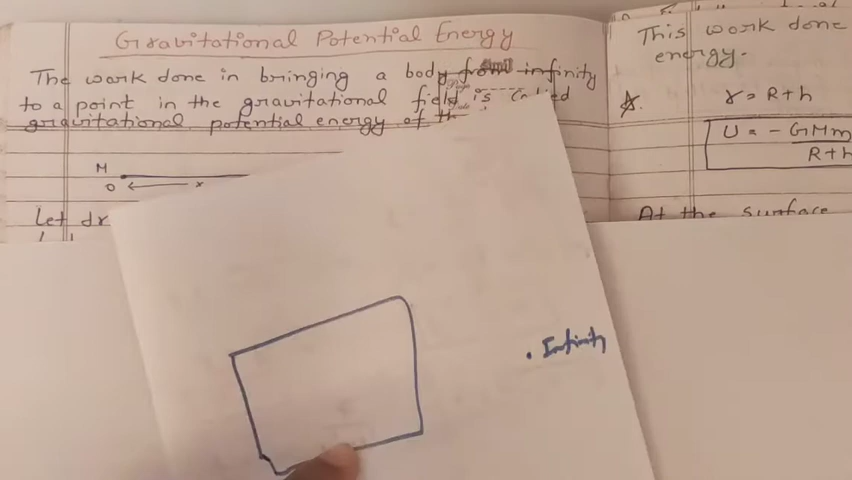 Gravitational Potential Energy
The work done in bringing a body from infinity
to a point in the gravitational field is called
gravitational potential energy of
M
O x
Let dx
This work done
energy.
r = R+h
U = - GMm
R+h
At the surface
. Infinity